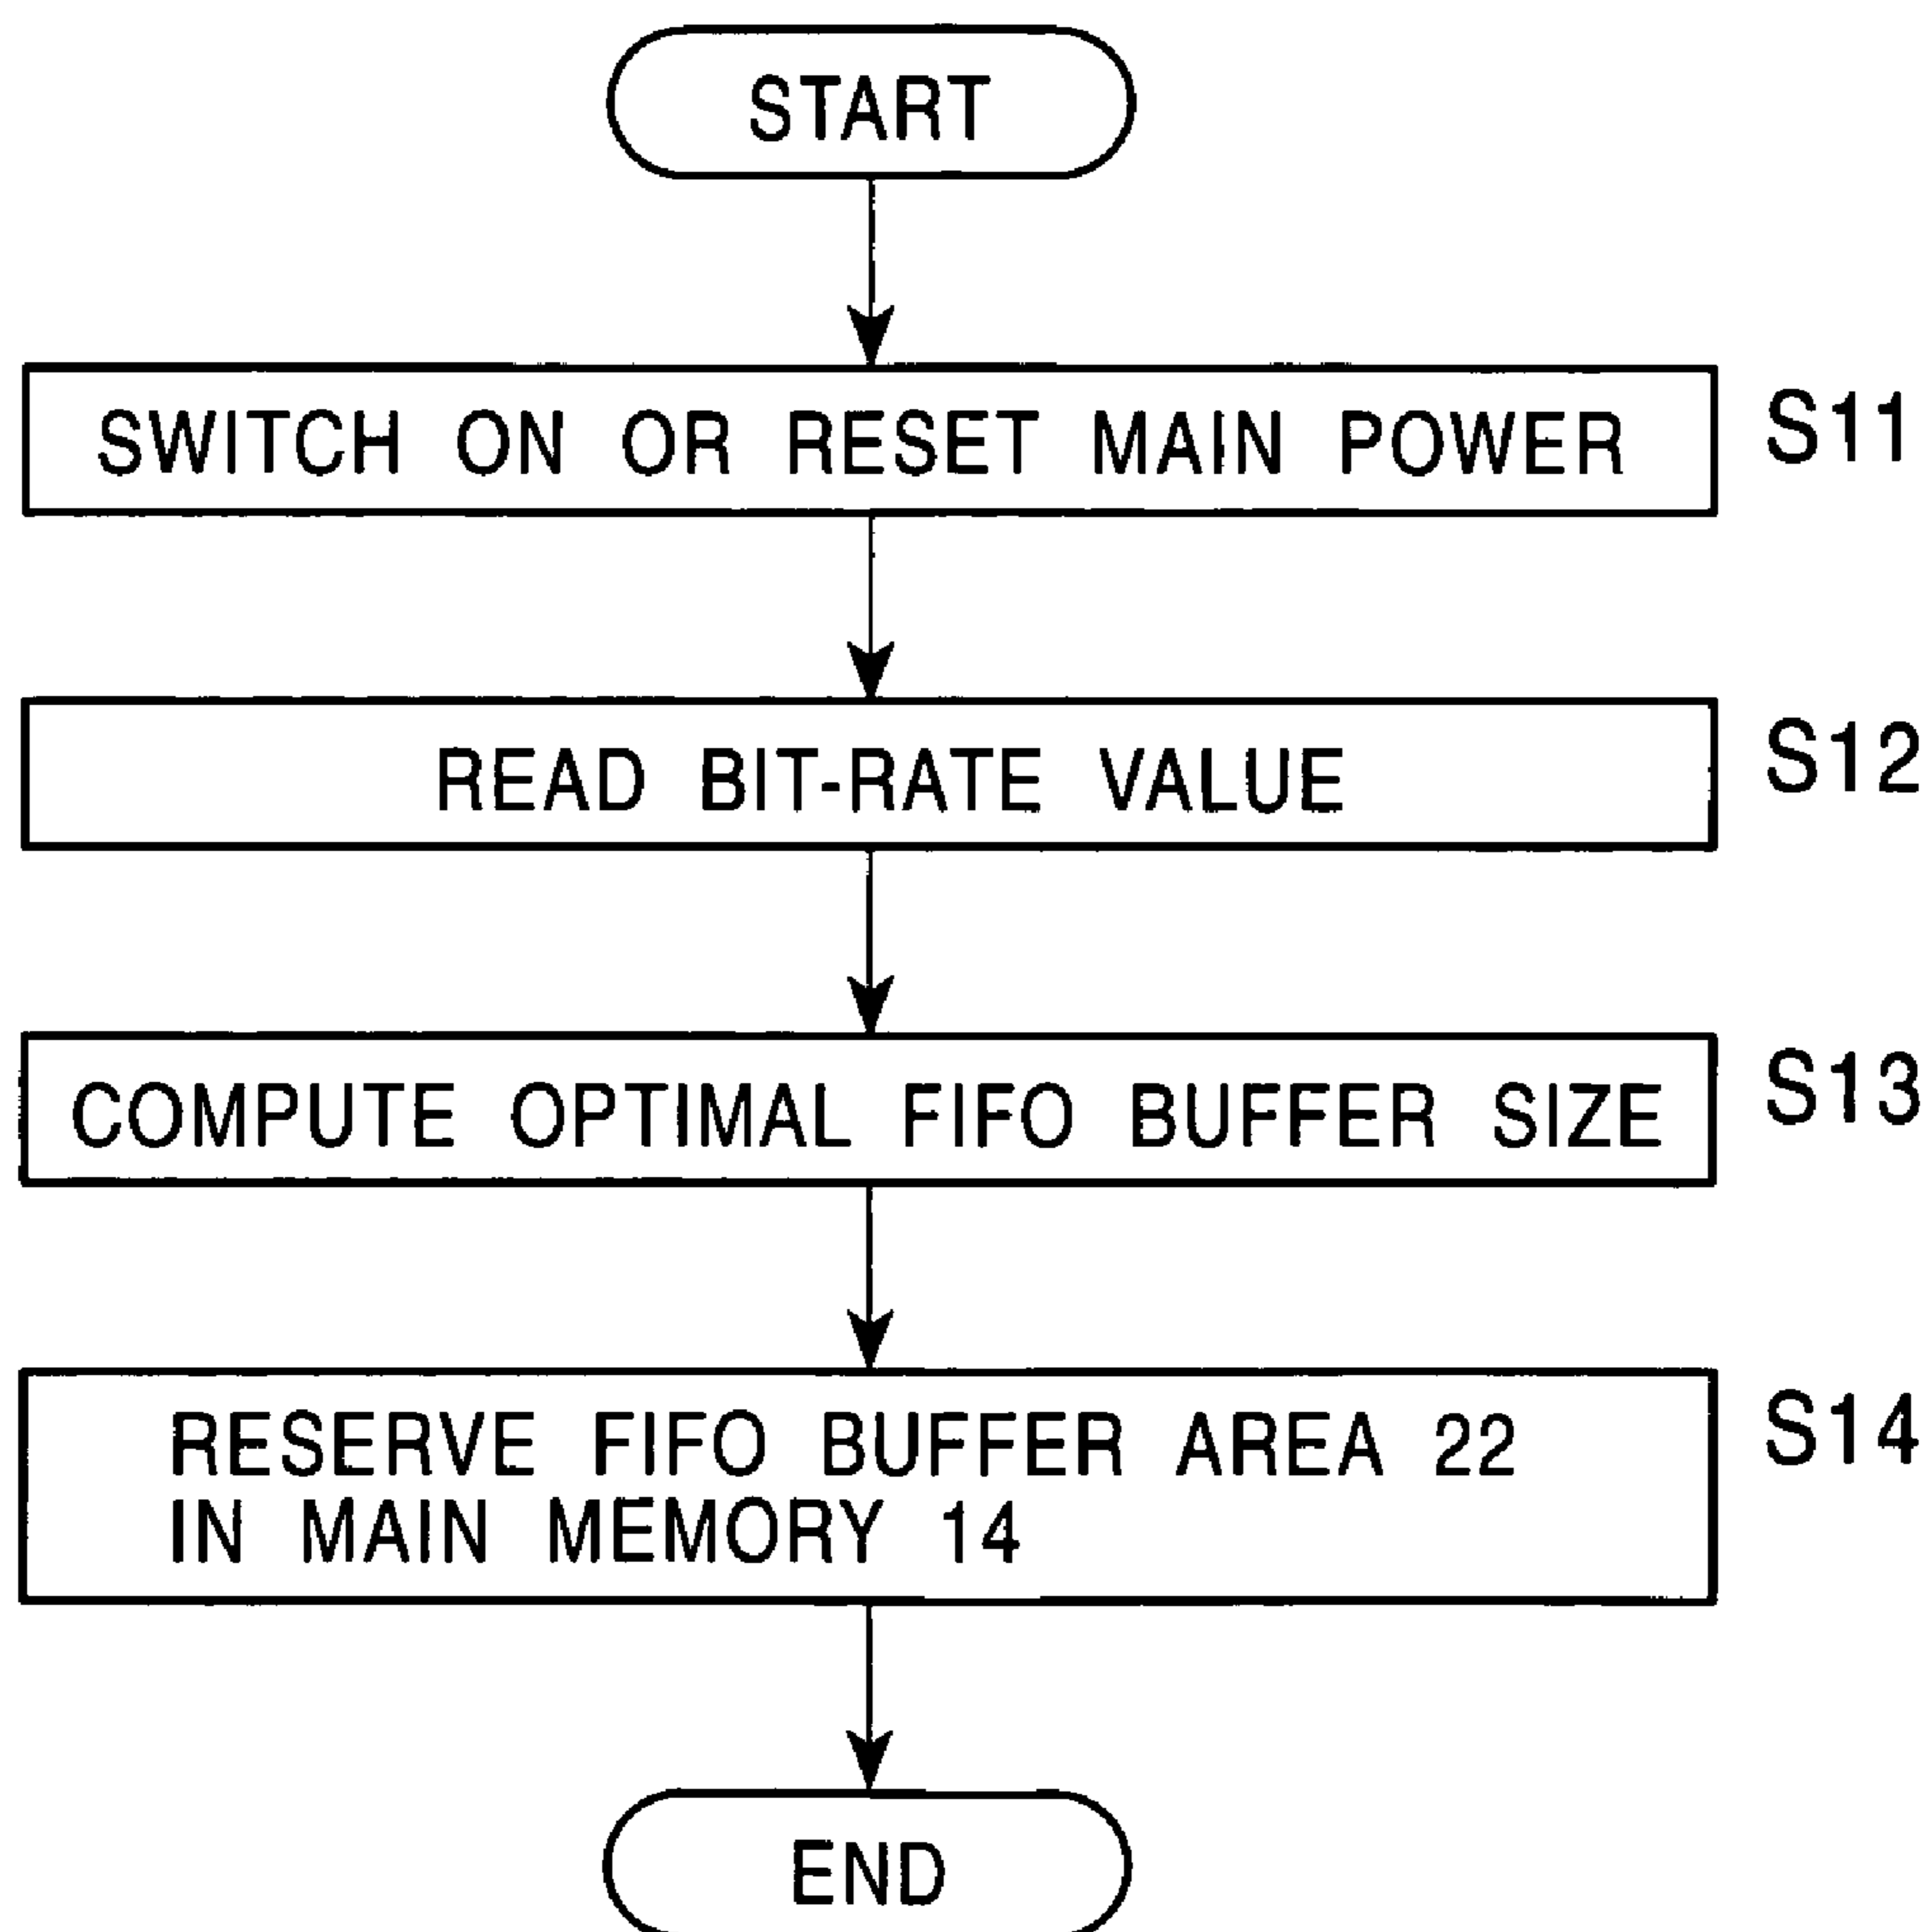 START
SWITCH ON OR RESET MAIN POWER S11
READ BIT-RATE VALUE S12
COMPUTE OPTIMAL FIFO BUFFER SIZE S13
RESERVE FIFO BUFFER AREA 22 S14
IN MAIN MEMORY 14
END